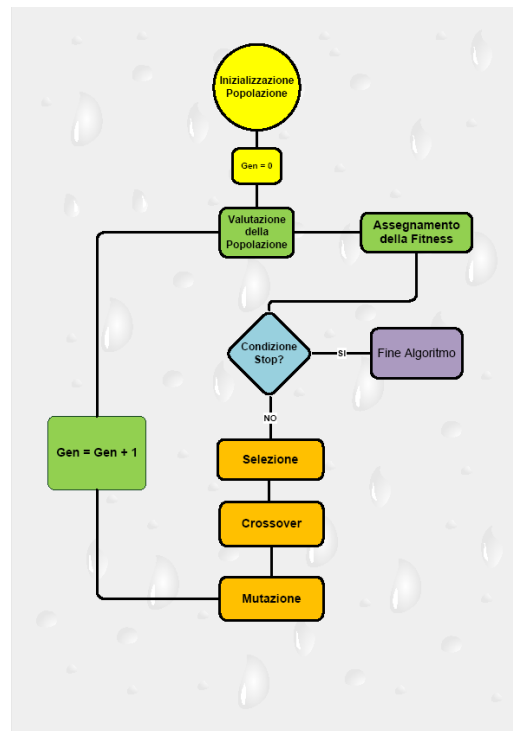 Inizializzazione
Popolazione
Gen = 0
Valutazione
della
Popolazione
Assegnamento
della Fitness
Condizione
Stop?
SI
Fine Algoritmo
NO
Selezione
Gen = Gen + 1
Crossover
Mutazione